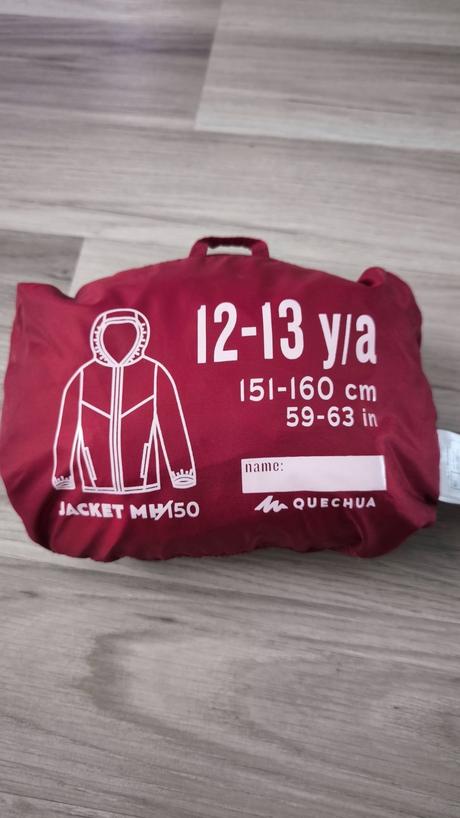 12-13 y/a
151-160 cm
59-63 in
name:
JACKET MH150
QUECHUA